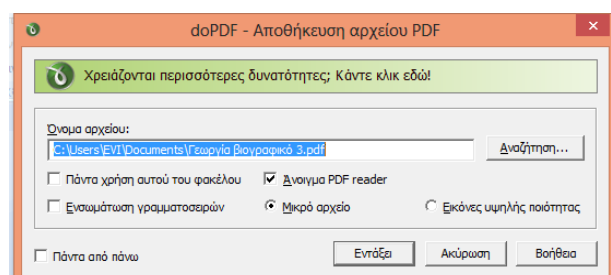 doPDF - Αποθήκευση αρχείου PDF
Χρειάζονται περισσότερες δυνατότητες; Κάντε κλικ εδώ!
Όνομα αρχείου:
C:\Users\EVI\Documents\Γεωργία βιογραφικό 3.pdf Αναζήτηση...
Πάντα χρήση αυτού του φακέλου Άνοιγμα PDF reader
Ενσωμάτωση γραμματοσειρών Μικρό αρχείο Εικόνες υψηλής ποιότητας
Πάντα από πάνω Εντάξει Ακύρωση Βοήθεια